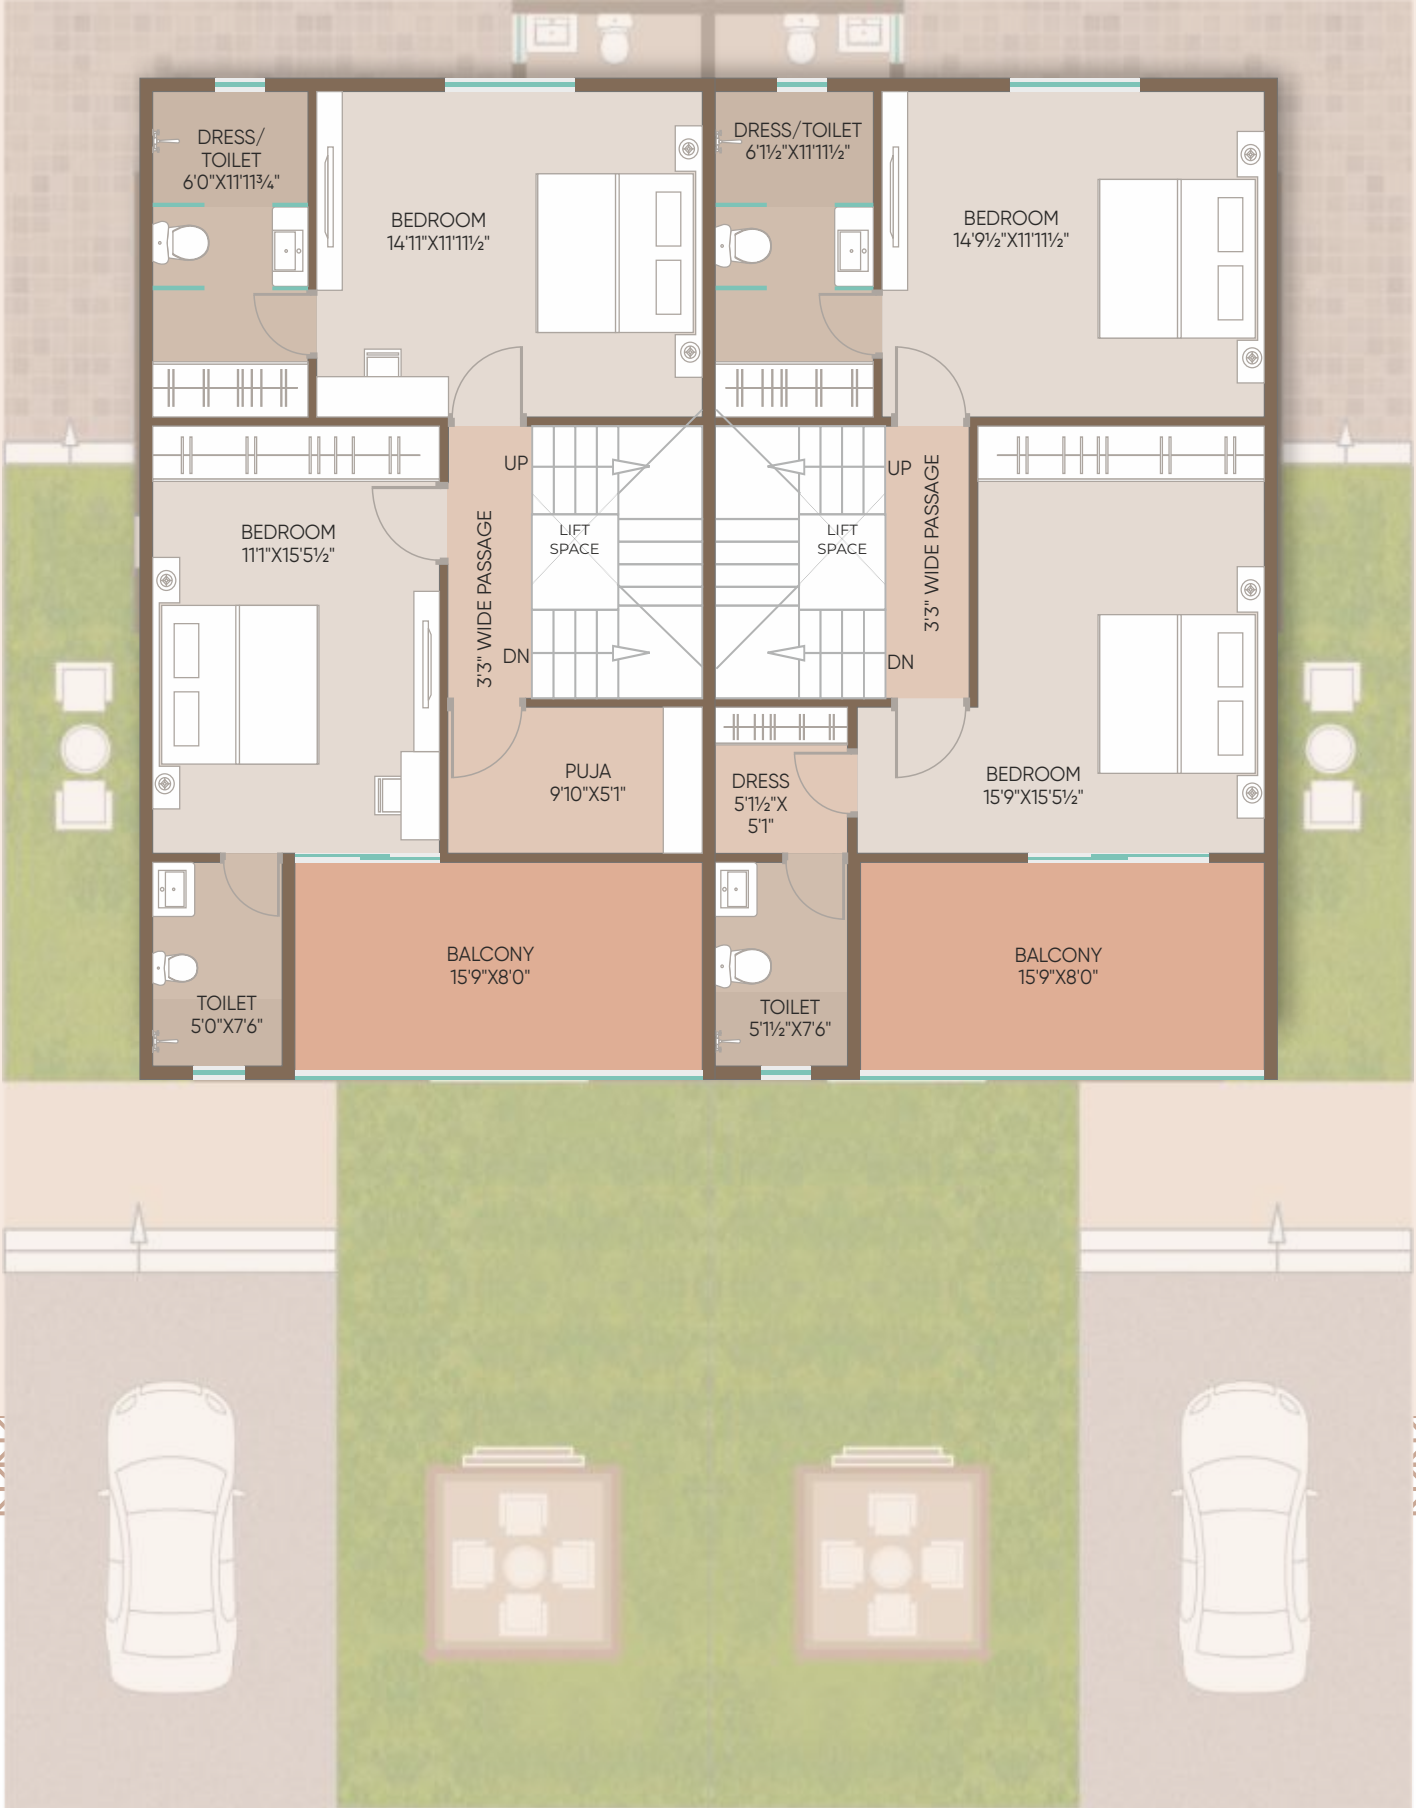 DRESS/
TOILET
6'0"X11'11¾"
BEDROOM
14'11"X11'11½"
DRESS/TOILET
6'1½"X11'11½"
BEDROOM
14'9½"X11'11½"
UP
LIFT
SPACE
3'3" WIDE PASSAGE
DN
BEDROOM
11'1"X15'5½"
UP
LIFT
SPACE
3'3" WIDE PASSAGE
DN
PUJA
9'10"X5'1"
DRESS
5'1½"X
5'1"
BEDROOM
15'9"X15'5½"
BALCONY
15'9"X8'0"
TOILET
5'0"X7'6"
TOILET
5'1½"X7'6"
BALCONY
15'9"X8'0"